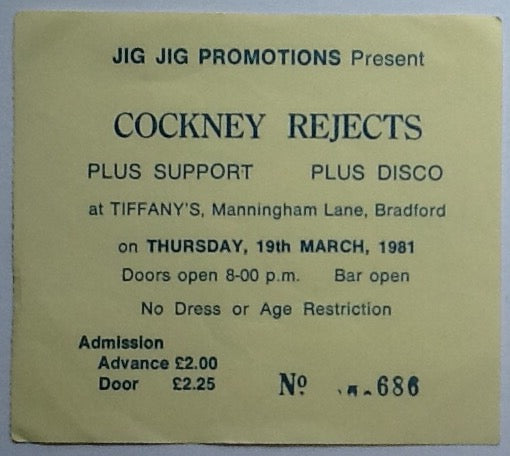 JIG JIG PROMOTIONS Present
COCKNEY REJECTS
PLUS SUPPORT PLUS DISCO
at TIFFANY'S, Manningham Lane, Bradford
on THURSDAY, 19th MARCH, 1981
Doors open 8-00 p.m. Bar open
No Dress or Age Restriction
Admission
Advance £2.00
Door £2.25
Nº 686